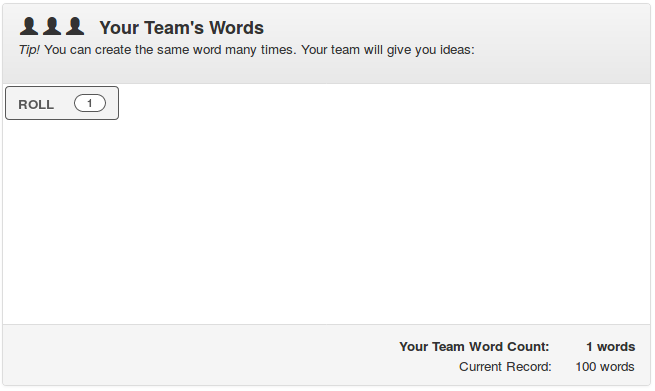 Your Team's Words
Tip! You can create the same word many times. Your team will give you ideas:
ROLL 1
Your Team Word Count: 1 words
Current Record: 100 words